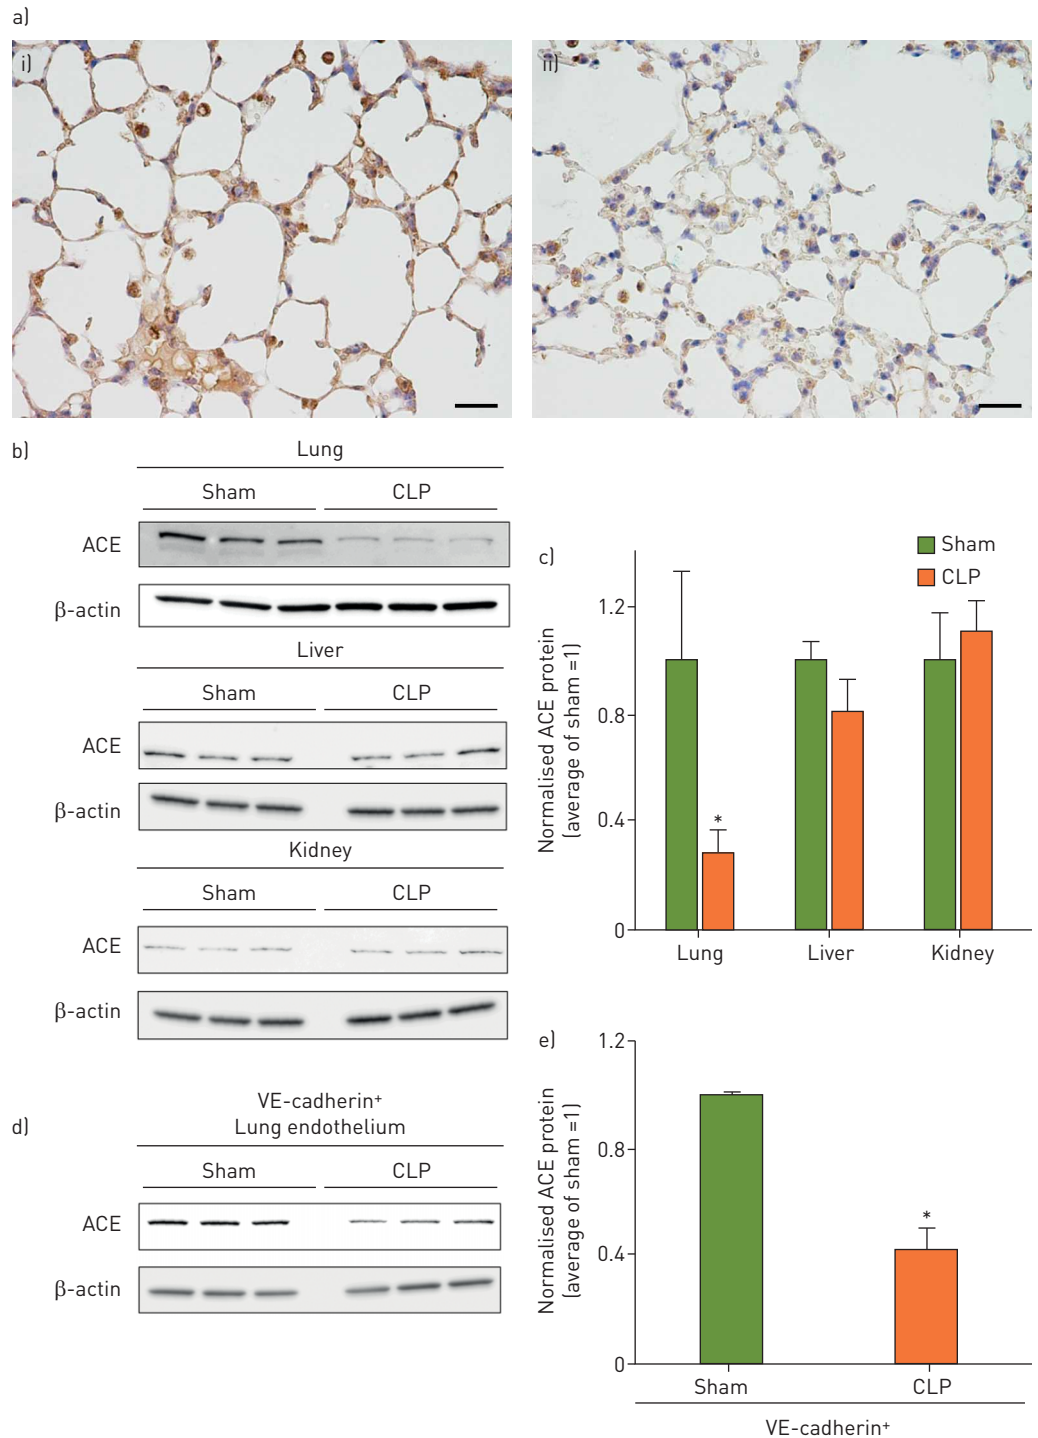 a)
i)
ii)
b)
Lung
Sham CLP
ACE
β-actin
Liver
Sham CLP
ACE
β-actin
Kidney
Sham CLP
ACE
β-actin
c)
Sham
CLP
Normalised ACE protein
(average of sham =1)
1.2
0.8
0.4
0
*
Lung Liver Kidney
d)
VE-cadherin⁺
Lung endothelium
Sham CLP
ACE
β-actin
e)
Normalised ACE protein
(average of sham =1)
1.2
0.8
0.4
0
*
Sham CLP
VE-cadherin⁺